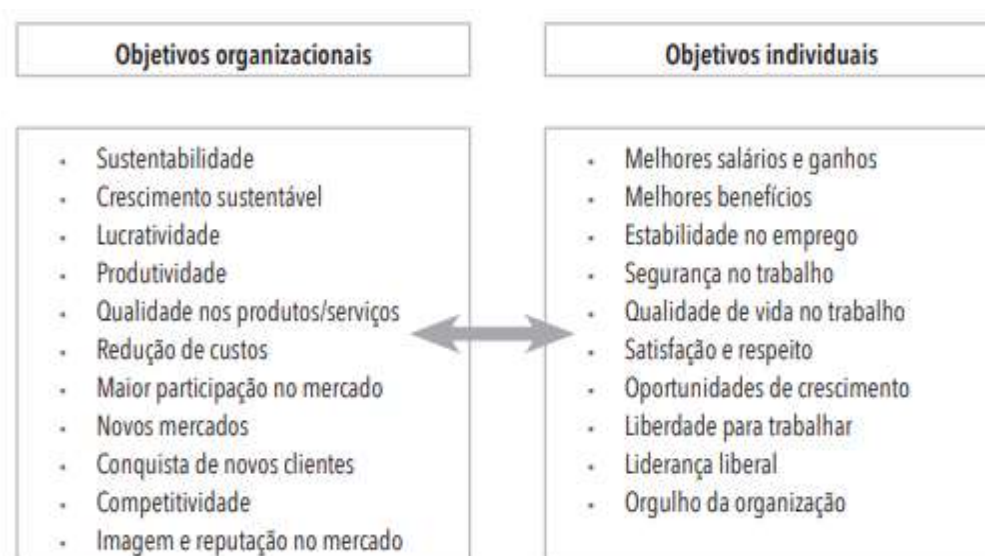 Objetivos organizacionais
Objetivos individuais
• Sustentabilidade
• Crescimento sustentável
• Lucratividade
• Produtividade
• Qualidade nos produtos/serviços
• Redução de custos
• Maior participação no mercado
• Novos mercados
• Conquista de novos clientes
• Competitividade
• Imagem e reputação no mercado
• Melhores salários e ganhos
• Melhores benefícios
• Estabilidade no emprego
• Segurança no trabalho
• Qualidade de vida no trabalho
• Satisfação e respeito
• Oportunidades de crescimento
• Liberdade para trabalhar
• Liderança liberal
• Orgulho da organização